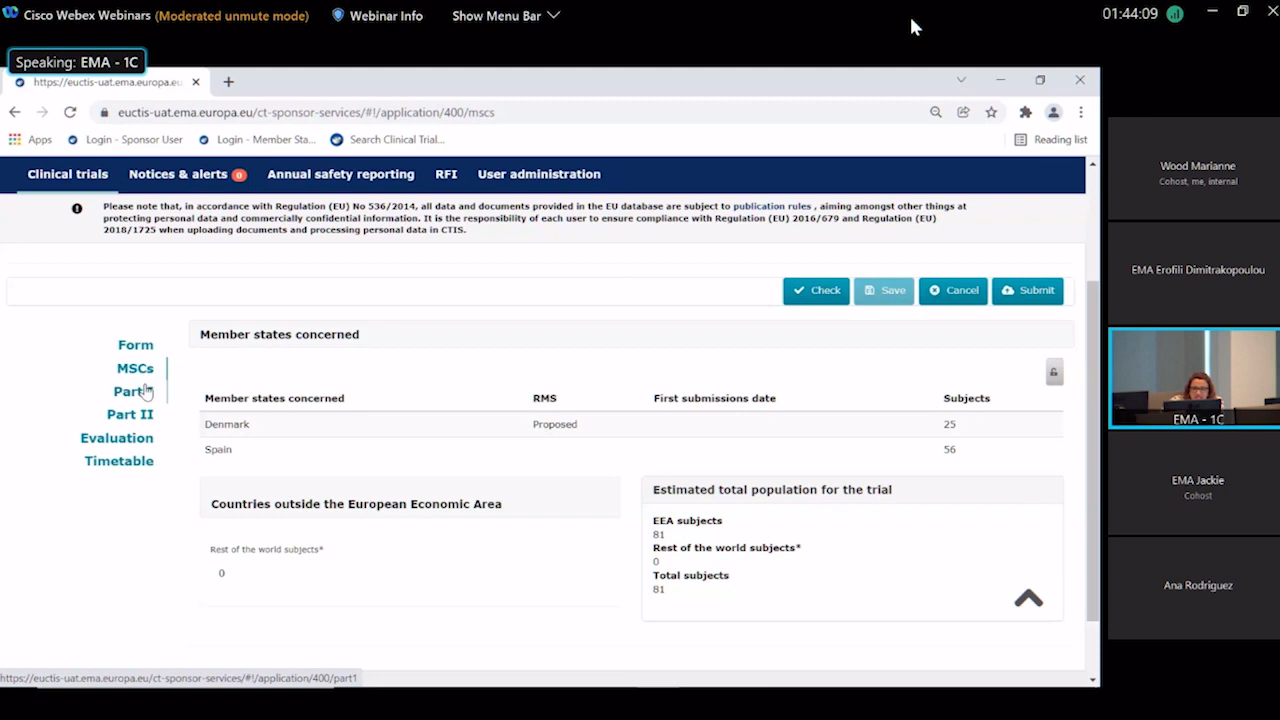 Cisco Webex Webinars (Moderated unmute mode) Webinar Info Show Menu Bar 01:44:09
Speaking: EMA - 1C
https://euctis-uat.ema.europa.eu
euctis-uat.ema.europa.eu/ct-sponsor-services/#!/application/400/mscs
Apps Login - Sponsor User Login - Member Sta... Search Clinical Trial... Reading list
Clinical trials Notices & alerts 0 Annual safety reporting RFI User administration
Please note that, in accordance with Regulation (EU) No 536/2014, all data and documents provided in the EU database are subject to publication rules , aiming amongst other things at
protecting personal data and commercially confidential information. It is the responsibility of each user to ensure compliance with Regulation (EU) 2016/679 and Regulation (EU)
2018/1725 when uploading documents and processing personal data in CTIS.
Check Save Cancel Submit
Form
MSCs
Part
Part II
Evaluation
Timetable
Member states concerned
Member states concerned RMS First submissions date Subjects
Denmark Proposed 25
Spain 56
Countries outside the European Economic Area
Rest of the world subjects*
0
Estimated total population for the trial
EEA subjects
81
Rest of the world subjects*
0
Total subjects
81
https://euctis-uat.ema.europa.eu/ct-sponsor-services/#!/application/400/part1
Wood Marianne
Cohost, me, internal
EMA Erofili Dimitrakopoulou
EMA - 1C
EMA Jackie
Cohost
Ana Rodriguez